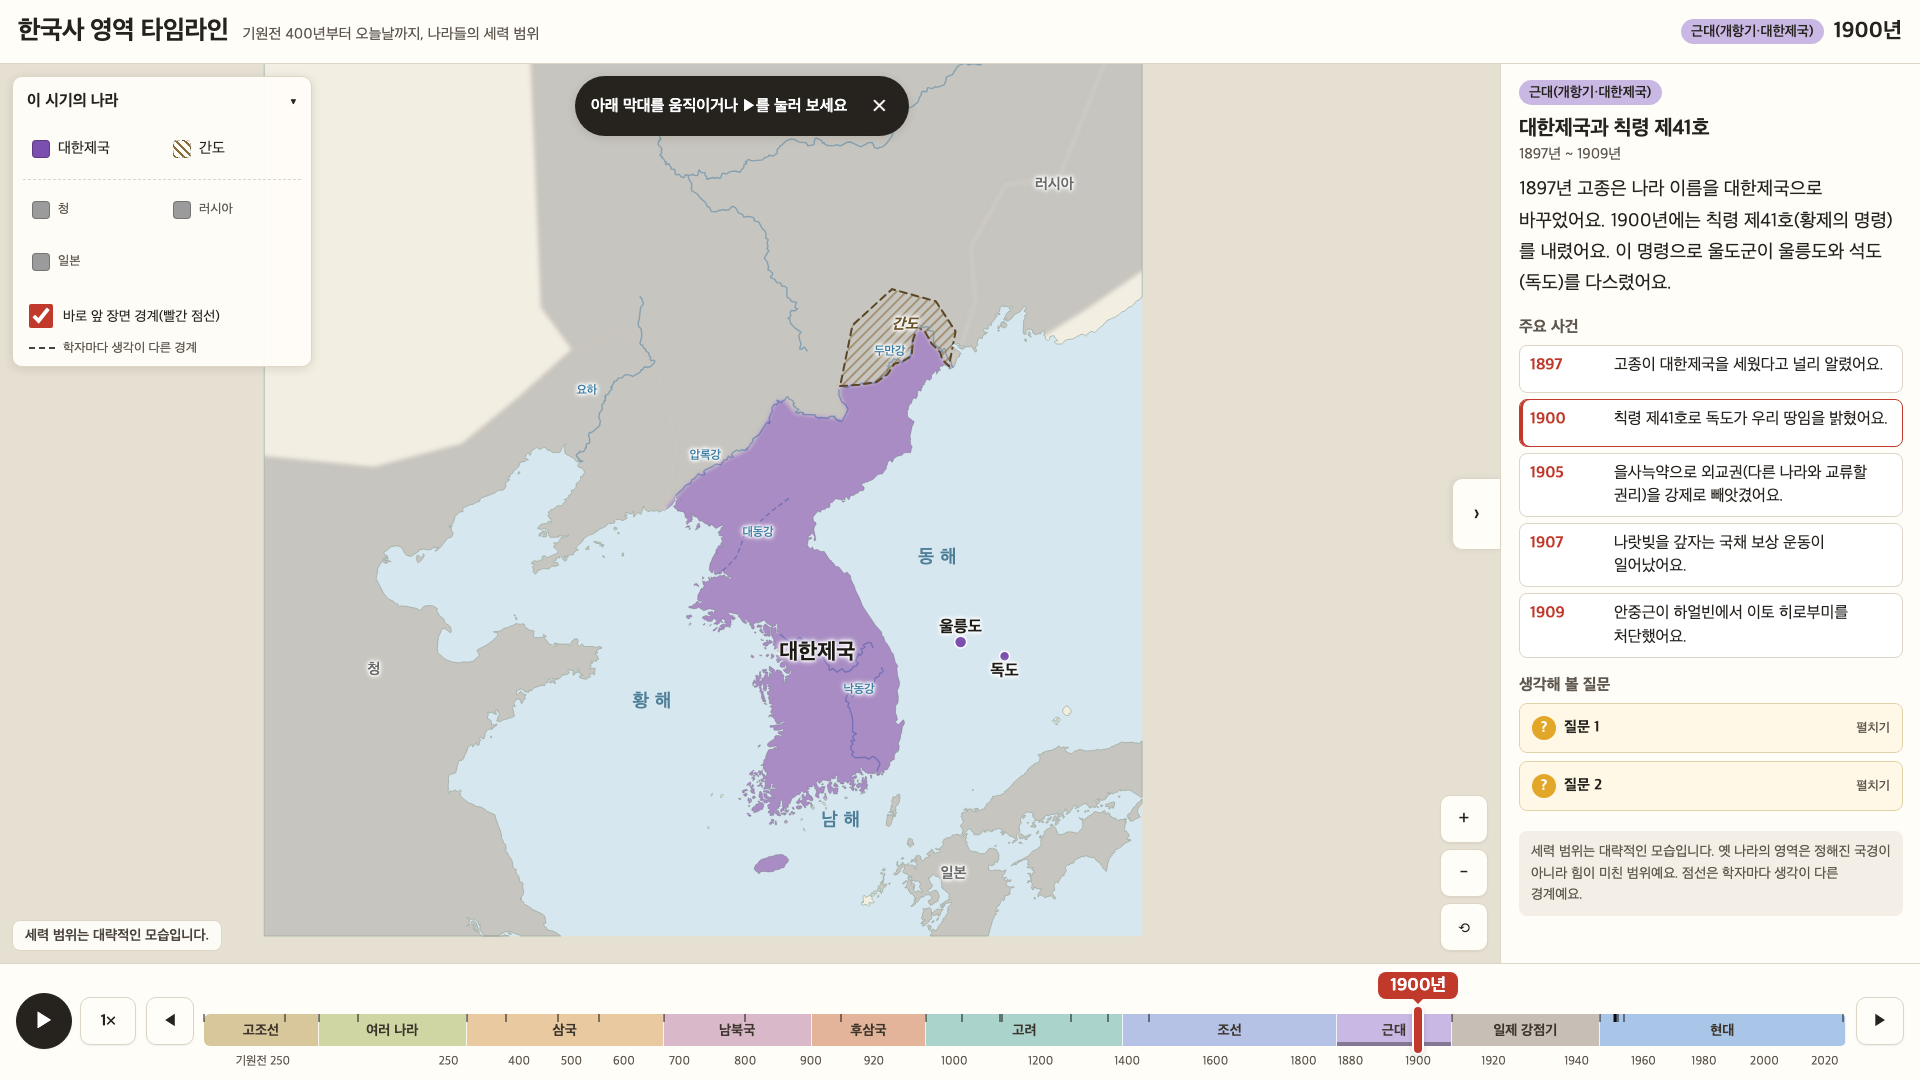 한국사 영역 타임라인
기원전 400년부터 오늘날까지, 나라들의 세력 범위
근대(개항기·대한제국)
1900년
이 시기의 나라
▼
대한제국
간도
청
러시아
일본
바로 앞 장면 경계(빨간 점선)
학자마다 생각이 다른 경계
아래 막대를 움직이거나 ▶를 눌러 보세요 ✕
러시아
간도
두만강
요하
압록강
대동강
동해
울릉도
독도
대한제국
낙동강
청
황해
남해
일본
세력 범위는 대략적인 모습입니다.
›
+
−
⟲
근대(개항기·대한제국)
대한제국과 칙령 제41호
1897년 ~ 1909년
1897년 고종은 나라 이름을 대한제국으로
바꾸었어요. 1900년에는 칙령 제41호(황제의 명령)
를 내렸어요. 이 명령으로 울도군이 울릉도와 석도
(독도)를 다스렸어요.
주요 사건
1897 고종이 대한제국을 세웠다고 널리 알렸어요.
1900 칙령 제41호로 독도가 우리 땅임을 밝혔어요.
1905 을사늑약으로 외교권(다른 나라와 교류할
권리)을 강제로 빼앗겼어요.
1907 나랏빚을 갚자는 국채 보상 운동이
일어났어요.
1909 안중근이 하얼빈에서 이토 히로부미를
처단했어요.
생각해 볼 질문
? 질문 1 펼치기
? 질문 2 펼치기
세력 범위는 대략적인 모습입니다. 옛 나라의 영역은 정해진 국경이
아니라 힘이 미친 범위예요. 점선은 학자마다 생각이 다른
경계예요.
1900년
▶ 1× ◀
고조선 여러 나라 삼국 남북국 후삼국 고려 조선 근대 일제 강점기 현대
▶
기원전 250 250 400 500 600 700 800 900 920 1000 1200 1400 1600 1800 1880 1900 1920 1940 1960 1980 2000 2020